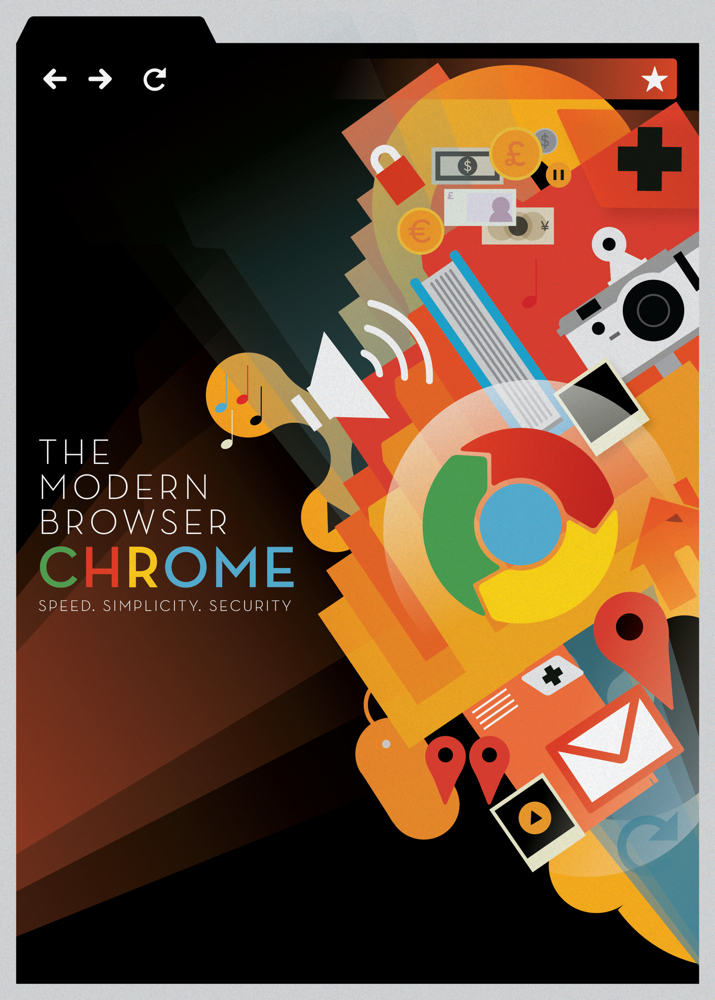 $
£
$
£
¥
€
THE
MODERN
BROWSER
CHROME
SPEED. SIMPLICITY. SECURITY